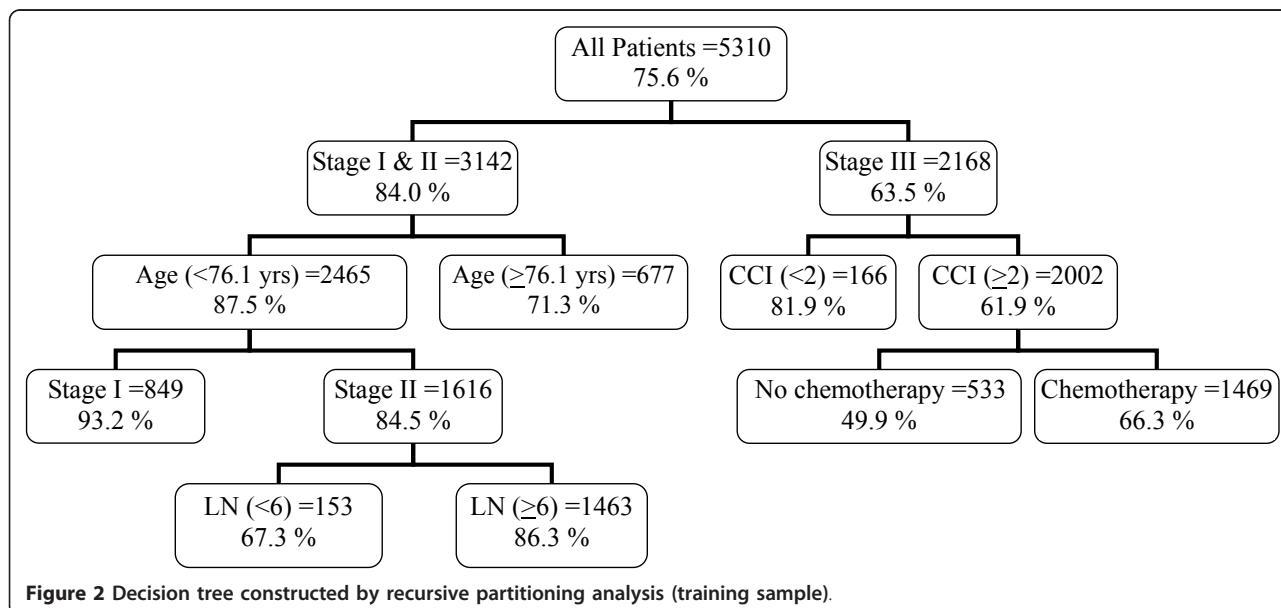 All Patients =5310
75.6 %
Stage I & II =3142
84.0 %
Stage III =2168
63.5 %
Age (<76.1 yrs) =2465
87.5 %
Age (≥76.1 yrs) =677
71.3 %
CCI (<2) =166
81.9 %
CCI (≥2) =2002
61.9 %
Stage I =849
93.2 %
Stage II =1616
84.5 %
No chemotherapy =533
49.9 %
Chemotherapy =1469
66.3 %
LN (<6) =153
67.3 %
LN (≥6) =1463
86.3 %
Figure 2 Decision tree constructed by recursive partitioning analysis (training sample).